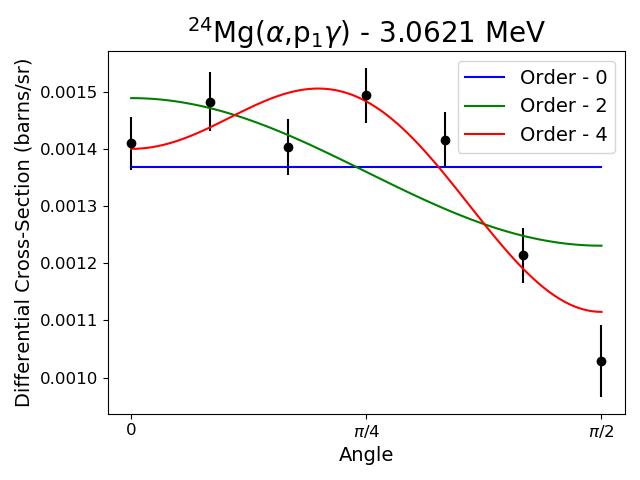 ²⁴Mg(α,p₁γ) - 3.0621 MeV
Order - 0
Order - 2
Order - 4
Differential Cross-Section (barns/sr)
0.0015
0.0014
0.0013
0.0012
0.0011
0.0010
0
π/4
π/2
Angle